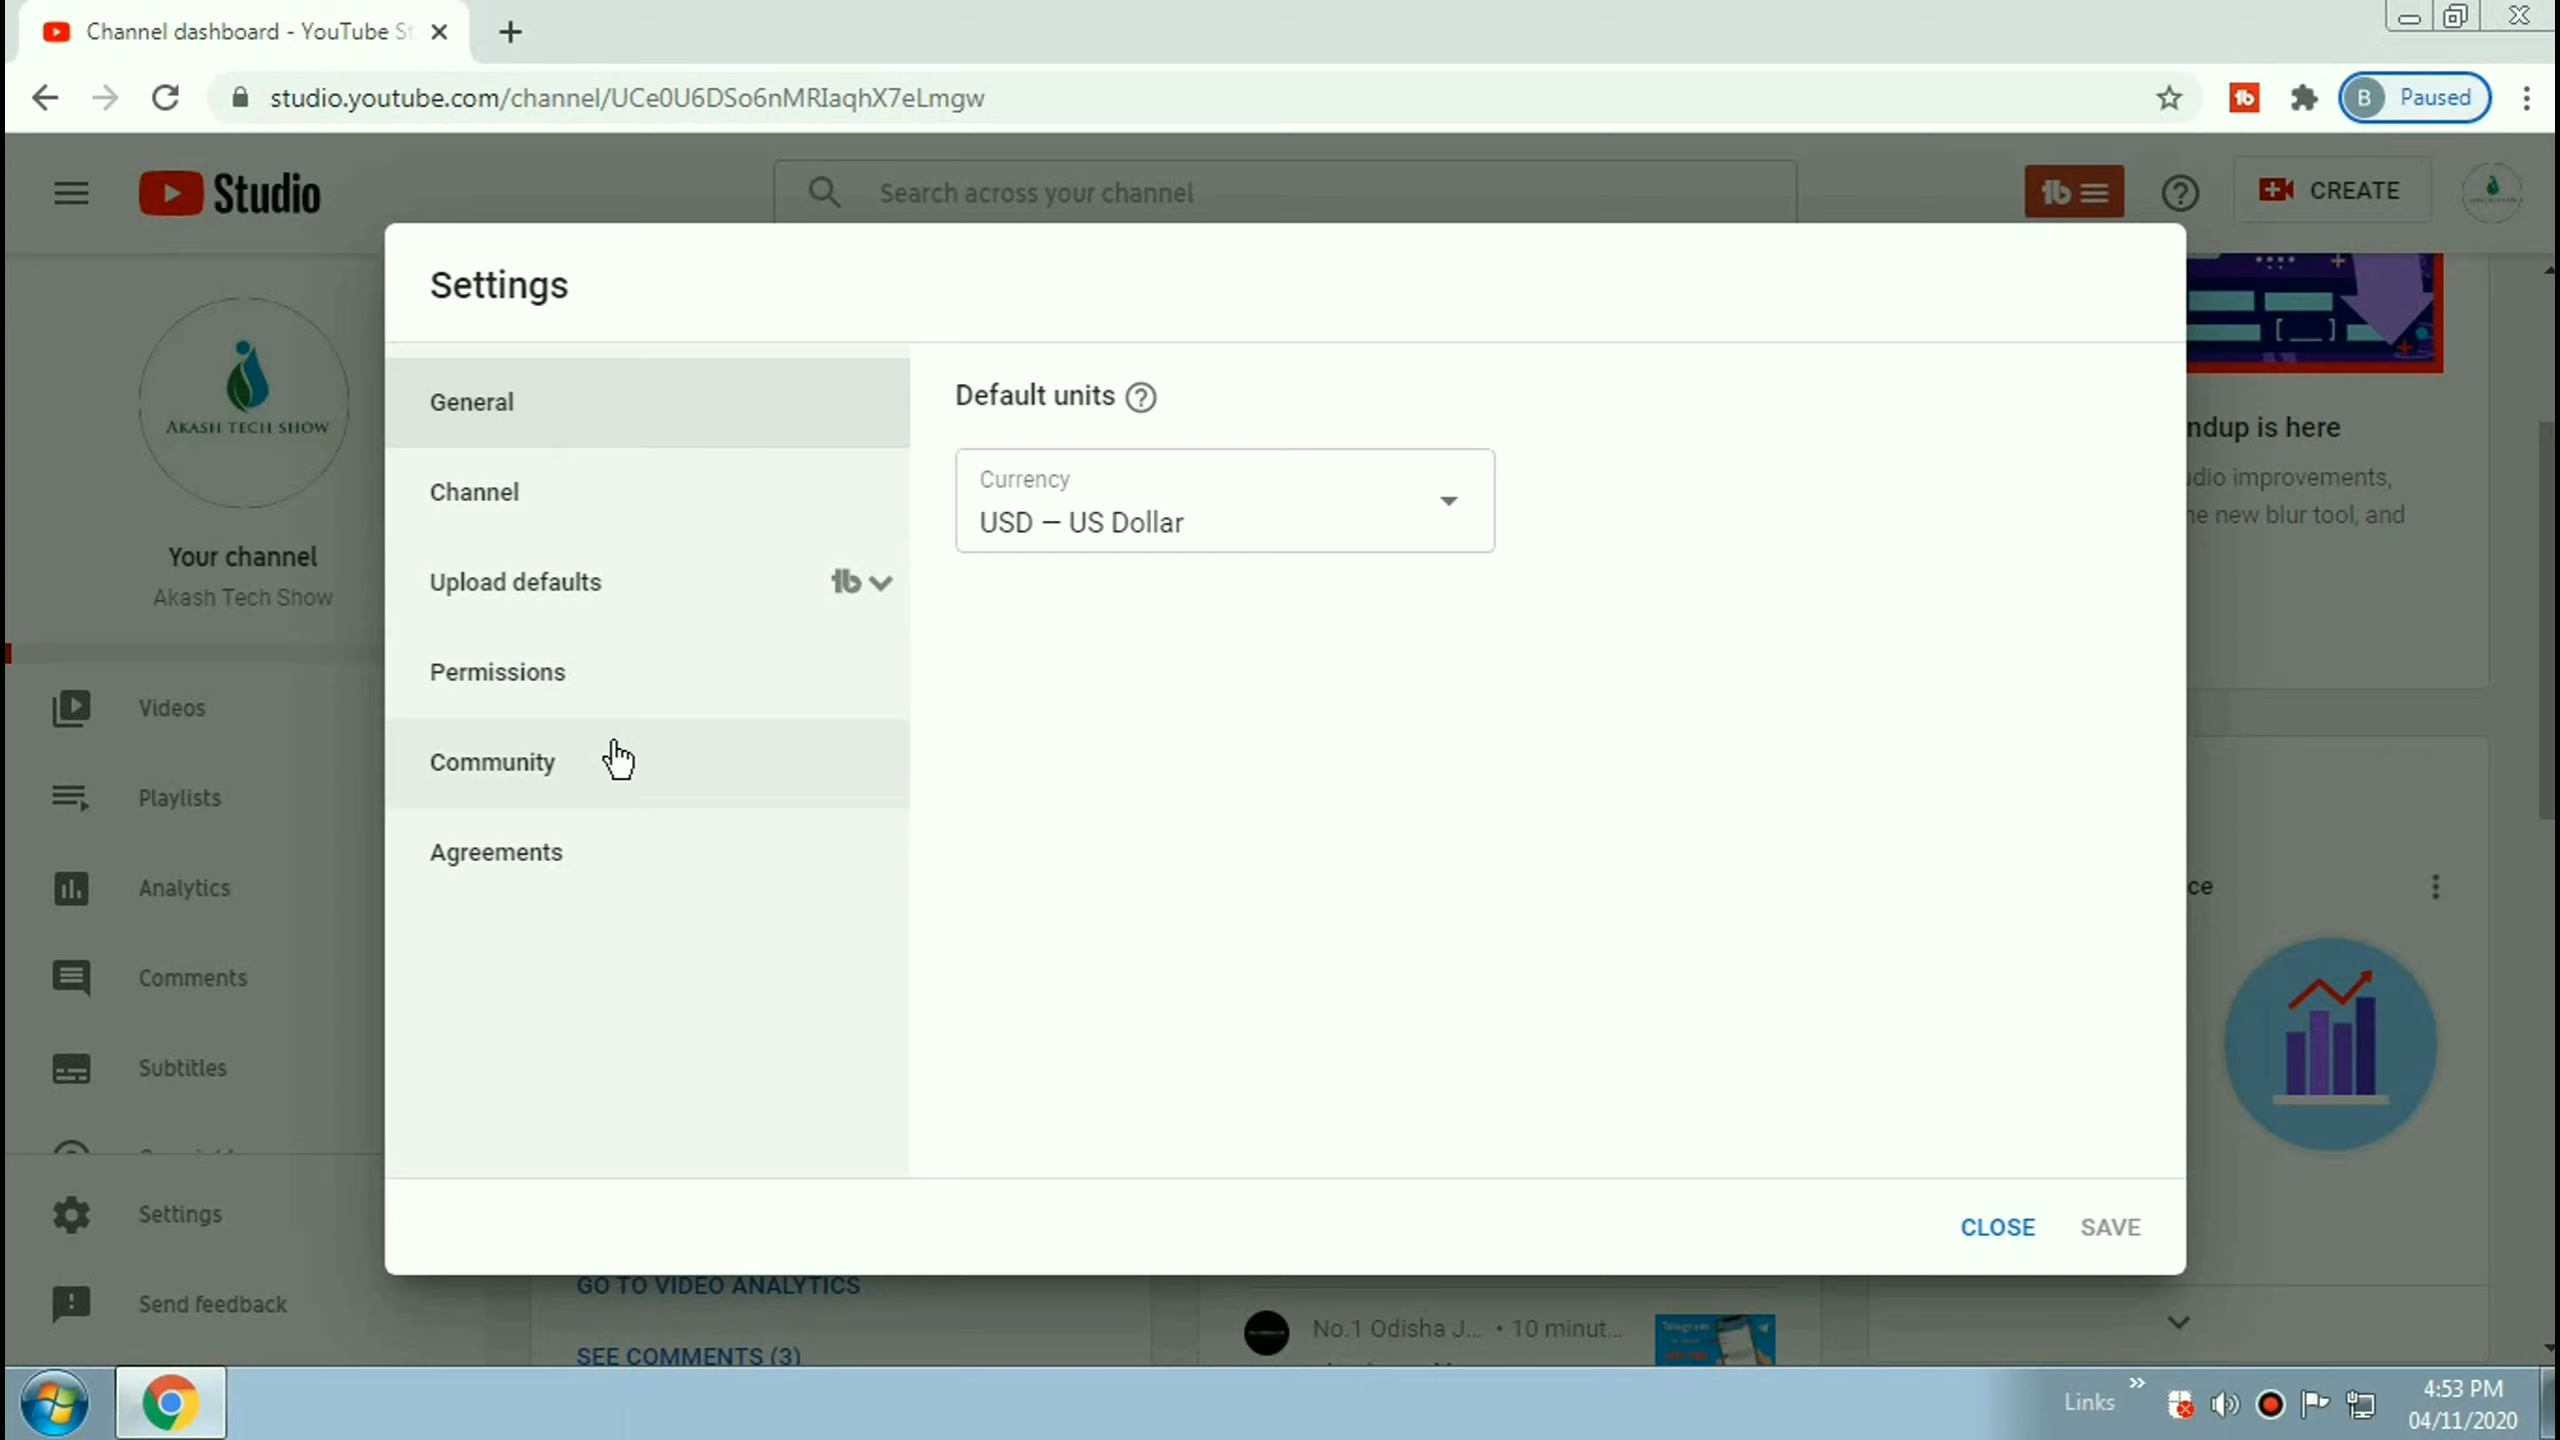 Channel dashboard - YouTube St
studio.youtube.com/channel/UCe0U6DSo6nMRIaqhX7eLmgw
B Paused
Studio
Search across your channel
CREATE
Settings
General
Channel
Upload defaults
Permissions
Community
Agreements
Default units
Currency
USD – US Dollar
CLOSE
SAVE
AKASH TECH SHOW
Your channel
Akash Tech Show
Videos
Playlists
Analytics
Comments
Subtitles
Settings
Send feedback
ndup is here
udio improvements,
ne new blur tool, and
ce
GO TO VIDEO ANALYTICS
SEE COMMENTS (3)
No.1 Odisha J... • 10 minut...
Telegram
Links
4:53 PM
04/11/2020